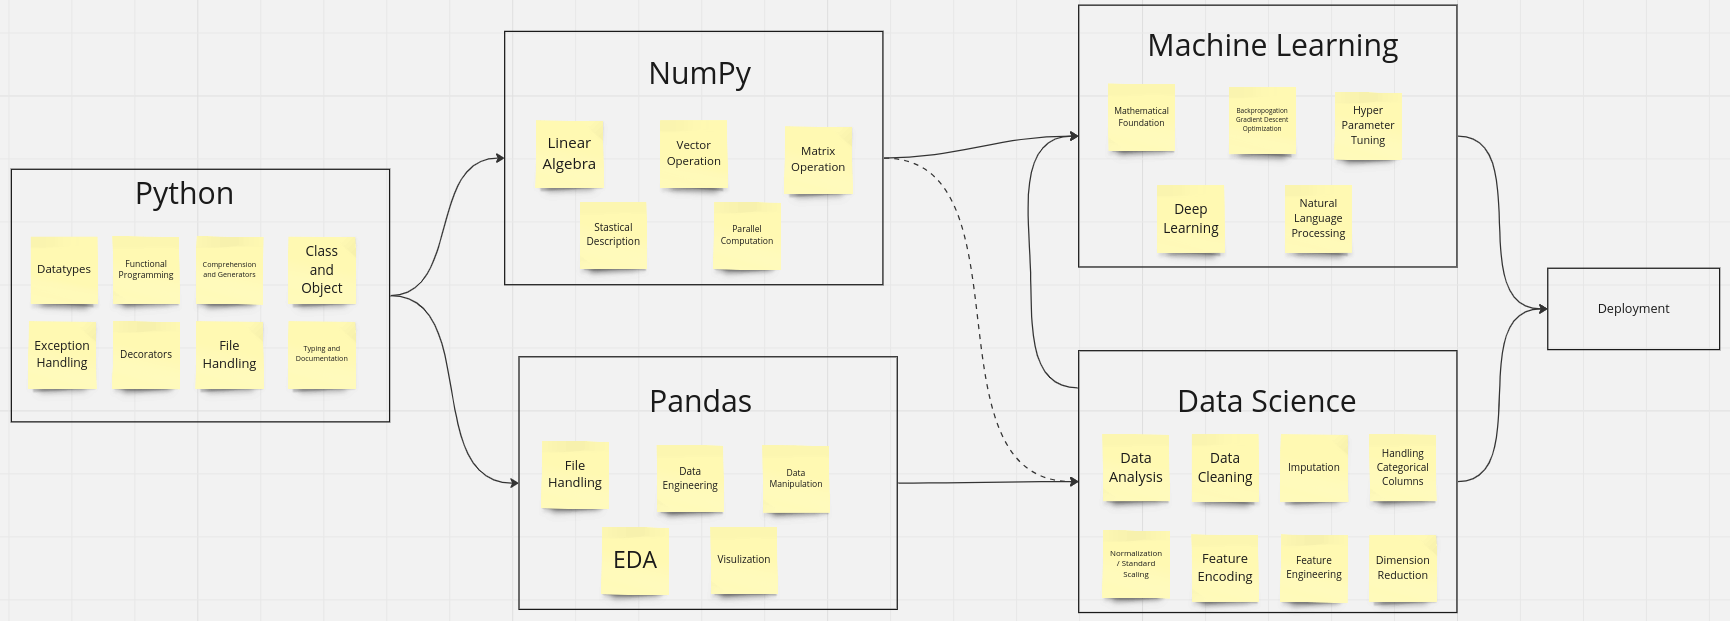 Python
Datatypes
Functional
Programming
Comprehension
and Generators
Class
and
Object
Exception
Handling
Decorators
File
Handling
Typing and
Documentation
NumPy
Linear
Algebra
Vector
Operation
Matrix
Operation
Stastical
Description
Parallel
Computation
Pandas
File
Handling
Data
Engineering
Data
Manipulation
EDA
Visulization
Machine Learning
Mathematical
Foundation
Backpropogation
Gradient Descent
Optimization
Hyper
Parameter
Tuning
Deep
Learning
Natural
Language
Processing
Data Science
Data
Analysis
Data
Cleaning
Imputation
Handling
Categorical
Columns
Normalization
/ Standard
Scaling
Feature
Encoding
Feature
Engineering
Dimension
Reduction
Deployment